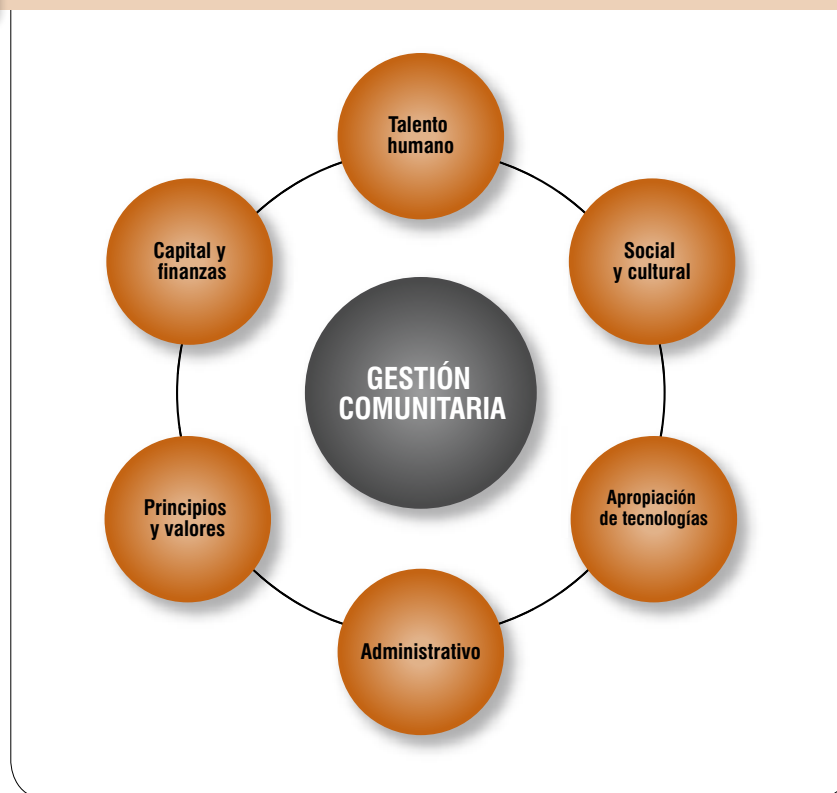 Talento
humano
Capital y
finanzas
Social
y cultural
GESTIÓN
COMUNITARIA
Principios
y valores
Apropiación
de tecnologías
Administrativo